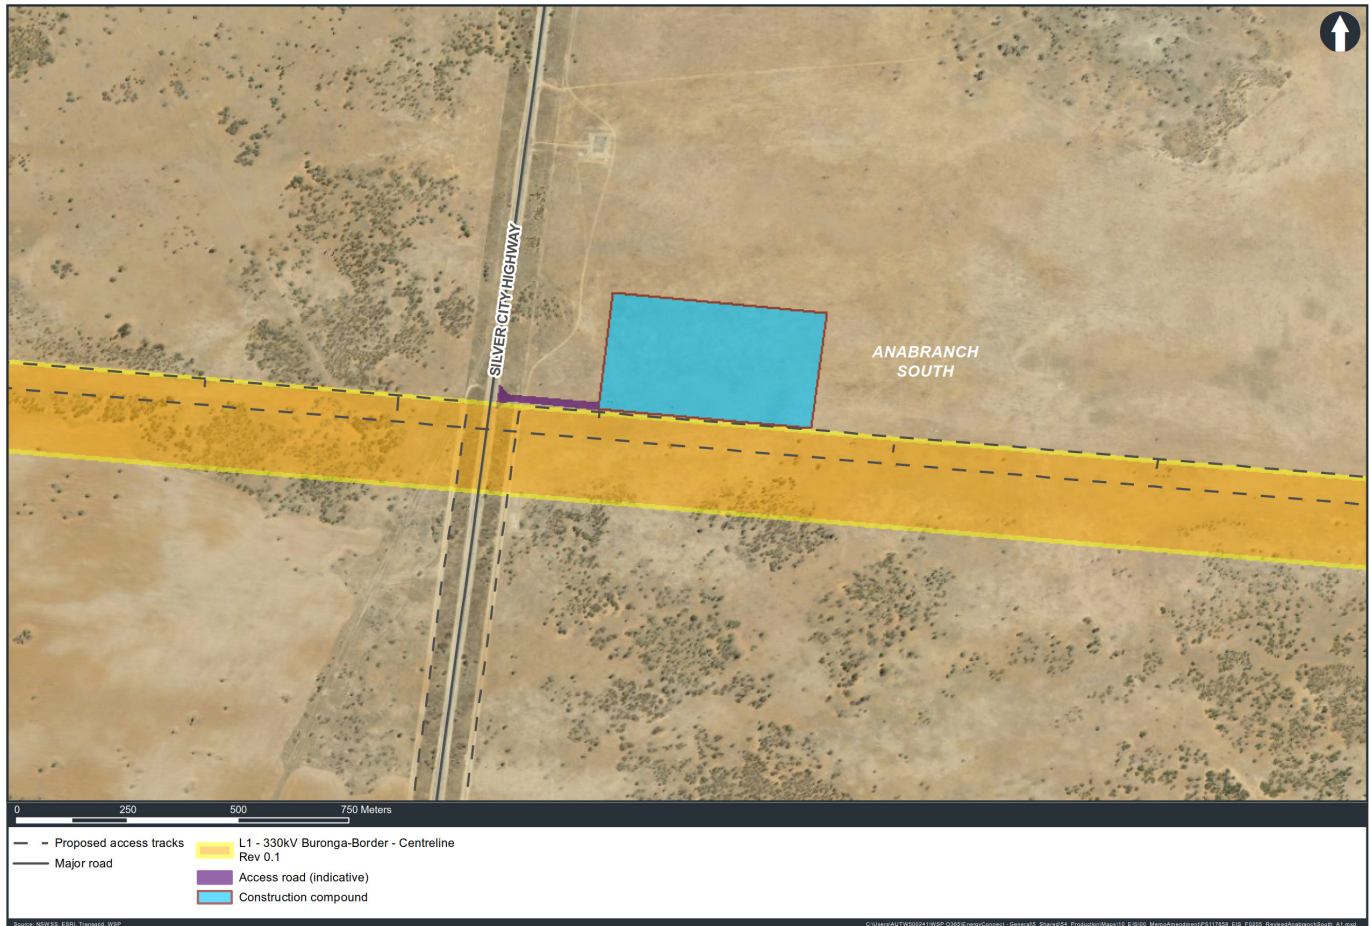 SILVER CITY HIGHWAY
ANABRANCH
SOUTH
0 250 500 750 Meters
Proposed access tracks
Major road
L1 - 330kV Buronga-Border - Centreline
Rev 0.1
Access road (indicative)
Construction compound
Source: NSWSS, ESRI, Transgrid, WSP